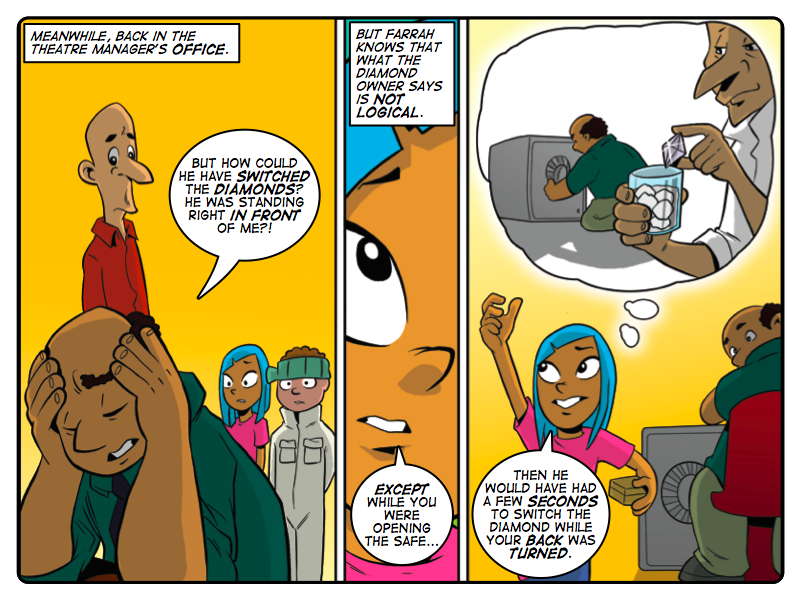 MEANWHILE, BACK IN THE
THEATRE MANAGER'S OFFICE.
BUT HOW COULD
HE HAVE SWITCHED
THE DIAMONDS?
HE WAS STANDING
RIGHT IN FRONT
OF ME?!
BUT FARRAH
KNOWS THAT
WHAT THE
DIAMOND
OWNER SAYS
IS NOT
LOGICAL.
EXCEPT
WHILE YOU
WERE
OPENING
THE SAFE...
THEN HE
WOULD HAVE HAD
A FEW SECONDS
TO SWITCH THE
DIAMOND WHILE
YOUR BACK WAS
TURNED.